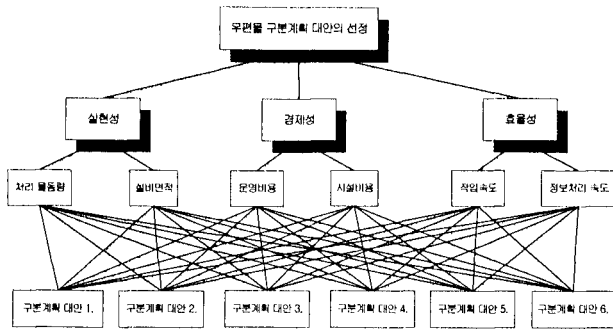 우편물 구분계획 대안의 선정
실현성
경제성
효율성
처리 물동량
설비면적
운영비용
시설비용
작업속도
정보처리 속도
구분계획 대안 1.
구분계획 대안 2.
구분계획 대안 3.
구분계획 대안 4.
구분계획 대안 5.
구분계획 대안 6.